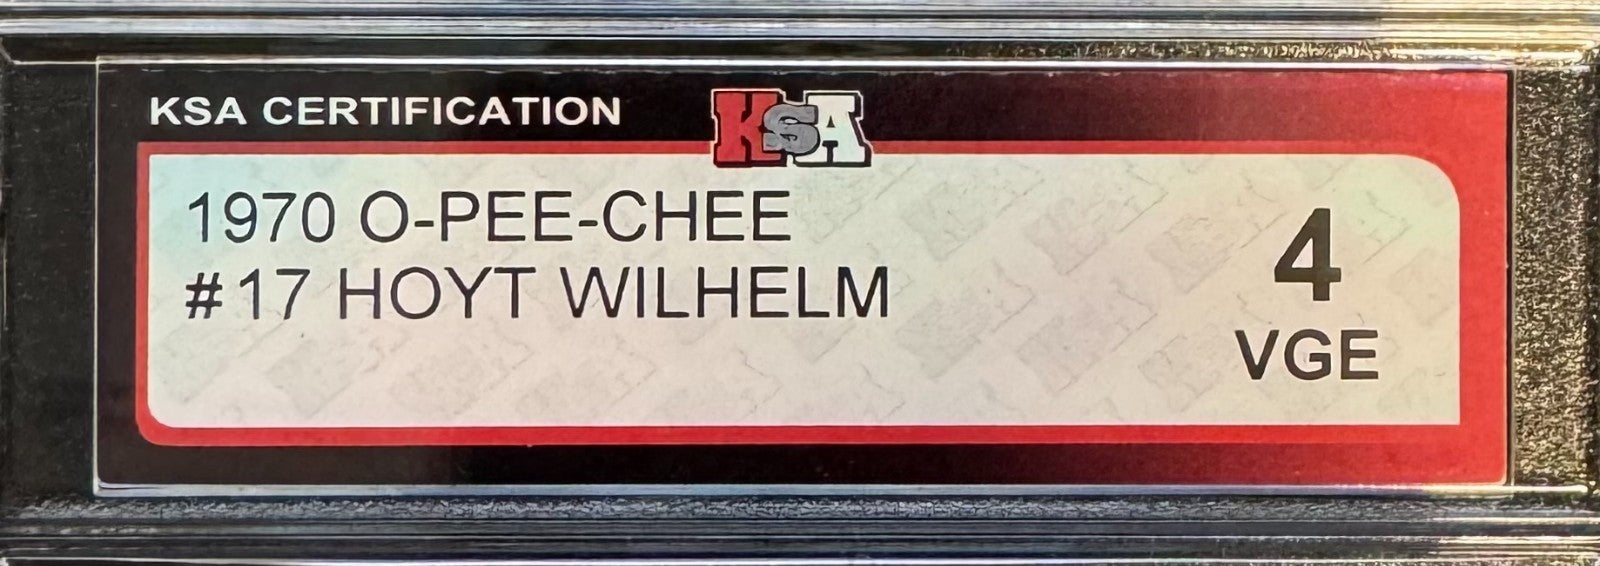 KSA CERTIFICATION
KSA
1970 O-PEE-CHEE
#17 HOYT WILHELM
4
VGE